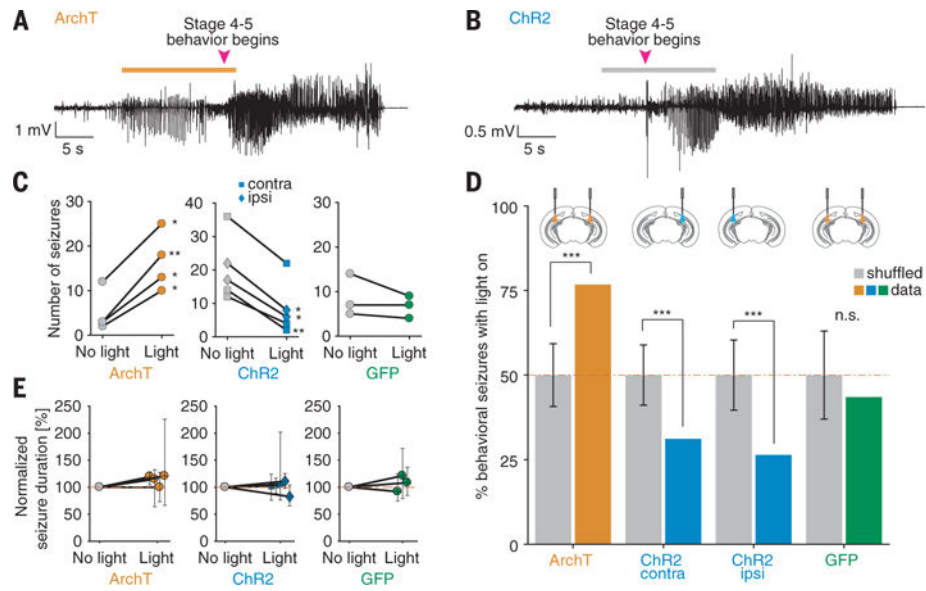 A
ArchT
Stage 4-5
behavior begins
1 mV
5 s
B
ChR2
Stage 4-5
behavior begins
0.5 mV
5 s
C
contra
ipsi
Number of seizures
30
20
10
0
*
**
*
*
No light
Light
ArchT
40
30
20
10
0
*
*
**
No light
Light
ChR2
30
20
10
0
No light
Light
GFP
D
% behavioral seizures with light on
100
75
50
25
0
shuffled
data
***
***
***
n.s.
ArchT
ChR2
contra
ChR2
ipsi
GFP
E
Normalized
seizure duration [%]
250
200
150
100
50
0
No light
Light
ArchT
250
200
150
100
50
0
No light
Light
ChR2
250
200
150
100
50
0
No light
Light
GFP